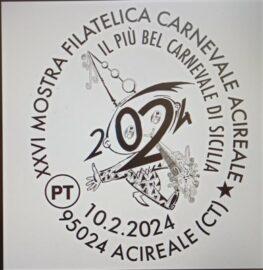 XXVI MOSTRA FILATELICA CARNEVALE ACIREALE ★
IL PIÙ BEL CARNEVALE DI SICILIA
2024
PT
10.2.2024
95024 ACIREALE (CT)